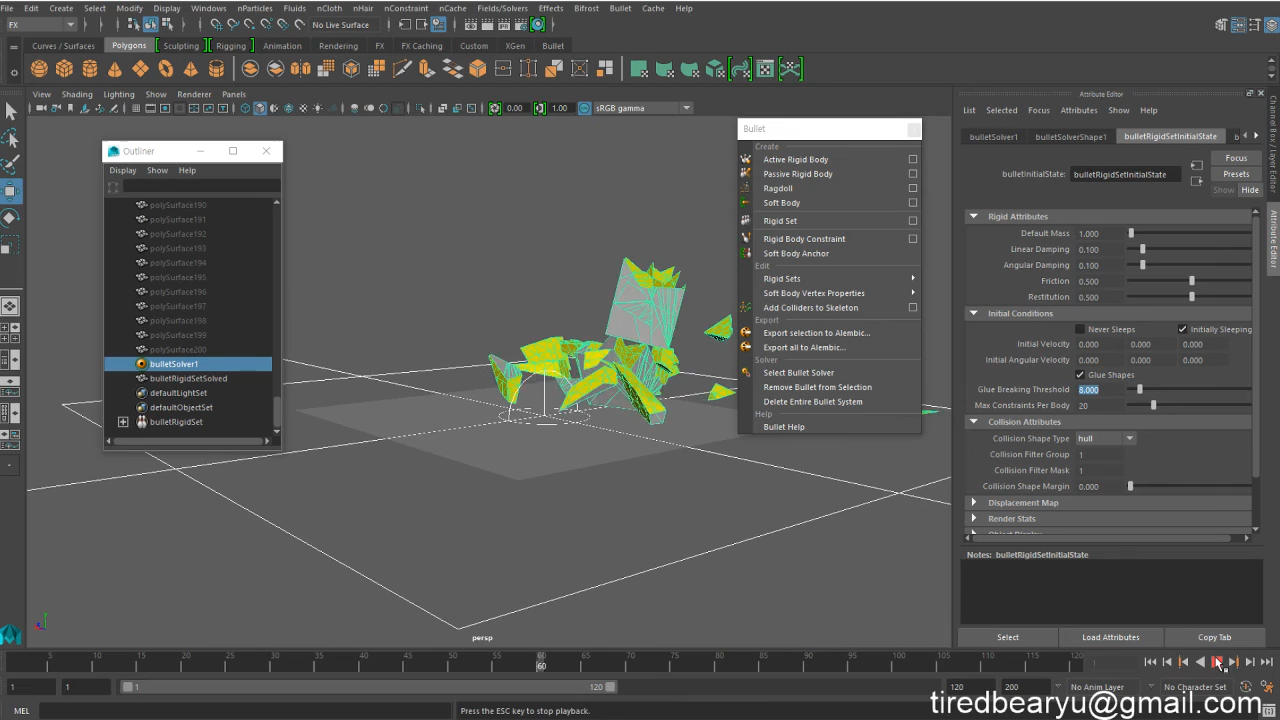 File Edit Create Select Modify Display Windows nParticles Fluids nCloth nHair nConstraint nCache Fields/Solvers Effects Bifrost Bullet Cache Help
FX No Live Surface
Curves / Surfaces Polygons Sculpting Rigging Animation Rendering FX FX Caching Custom XGen Bullet
View Shading Lighting Show Renderer Panels
0.00 1.00 sRGB gamma
Outliner
Display Show Help
polySurface190
polySurface191
polySurface192
polySurface193
polySurface194
polySurface195
polySurface196
polySurface197
polySurface198
polySurface199
polySurface200
bulletSolver1
bulletRigidSetSolved
defaultLightSet
defaultObjectSet
bulletRigidSet
Bullet
Create
Active Rigid Body
Passive Rigid Body
Ragdoll
Soft Body
Rigid Set
Rigid Body Constraint
Soft Body Anchor
Edit
Rigid Sets
Soft Body Vertex Properties
Add Colliders to Skeleton
Export
Export selection to Alembic...
Export all to Alembic...
Solver
Select Bullet Solver
Remove Bullet from Selection
Delete Entire Bullet System
Help
Bullet Help
Attribute Editor
List Selected Focus Attributes Show Help
bulletSolver1 bulletSolverShape1 bulletRigidSetInitialState b
bulletInitialState: bulletRigidSetInitialState
Focus
Presets
Show Hide
Rigid Attributes
Default Mass 1.000
Linear Damping 0.100
Angular Damping 0.100
Friction 0.500
Restitution 0.500
Initial Conditions
Never Sleeps Initially Sleeping
Initial Velocity 0.000 0.000 0.000
Initial Angular Velocity 0.000 0.000 0.000
Glue Shapes
Glue Breaking Threshold 8.000
Max Constraints Per Body 20
Collision Attributes
Collision Shape Type hull
Collision Filter Group 1
Collision Filter Mask 1
Collision Shape Margin 0.000
Displacement Map
Render Stats
Notes: bulletRigidSetInitialState
Select Load Attributes Copy Tab
Channel Box / Layer Editor
Attribute Editor
persp
5 10 15 20 25 30 35 40 45 50 55 60 65 70 75 80 85 90 95 100 105 110 115 120
60
1
1 1 1 120 120 200 No Anim Layer No Character Set
MEL Press the ESC key to stop playback.
tiredbearyu@gmail.com